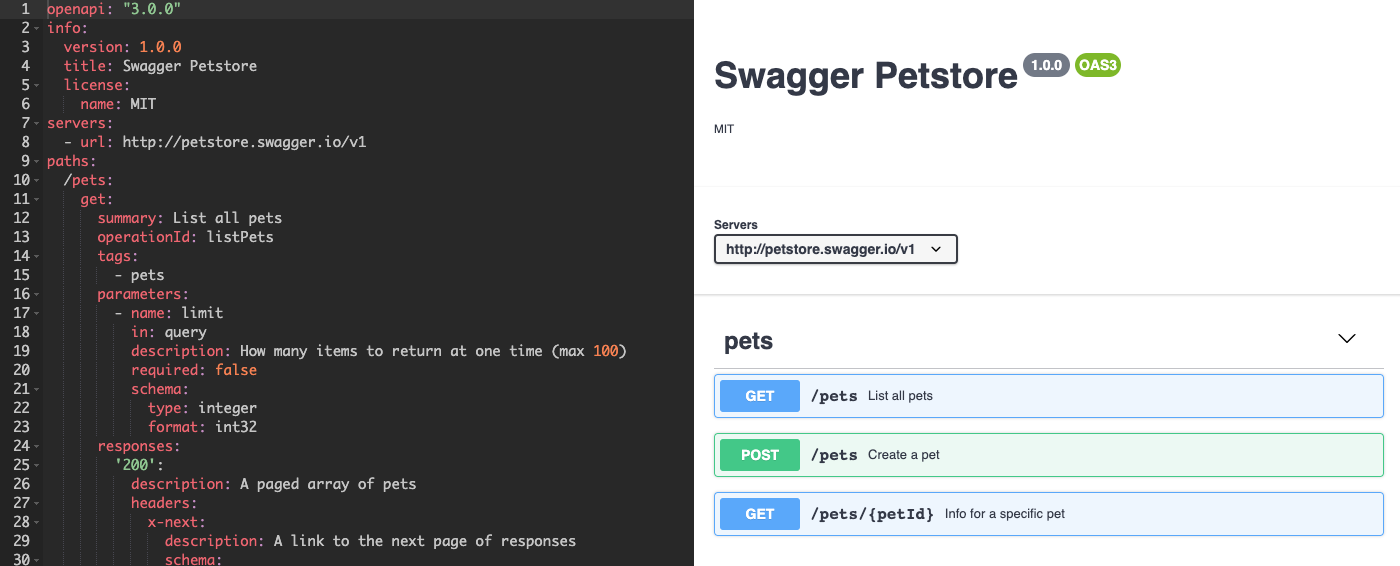 1 openapi: "3.0.0"
2 info:
3 version: 1.0.0
4 title: Swagger Petstore
5 license:
6 name: MIT
7 servers:
8 - url: http://petstore.swagger.io/v1
9 paths:
10 /pets:
11 get:
12 summary: List all pets
13 operationId: listPets
14 tags:
15 - pets
16 parameters:
17 - name: limit
18 in: query
19 description: How many items to return at one time (max 100)
20 required: false
21 schema:
22 type: integer
23 format: int32
24 responses:
25 '200':
26 description: A paged array of pets
27 headers:
28 x-next:
29 description: A link to the next page of responses
30 schema:
Swagger Petstore 1.0.0 OAS3
MIT
Servers
http://petstore.swagger.io/v1
pets
GET /pets List all pets
POST /pets Create a pet
GET /pets/{petId} Info for a specific pet